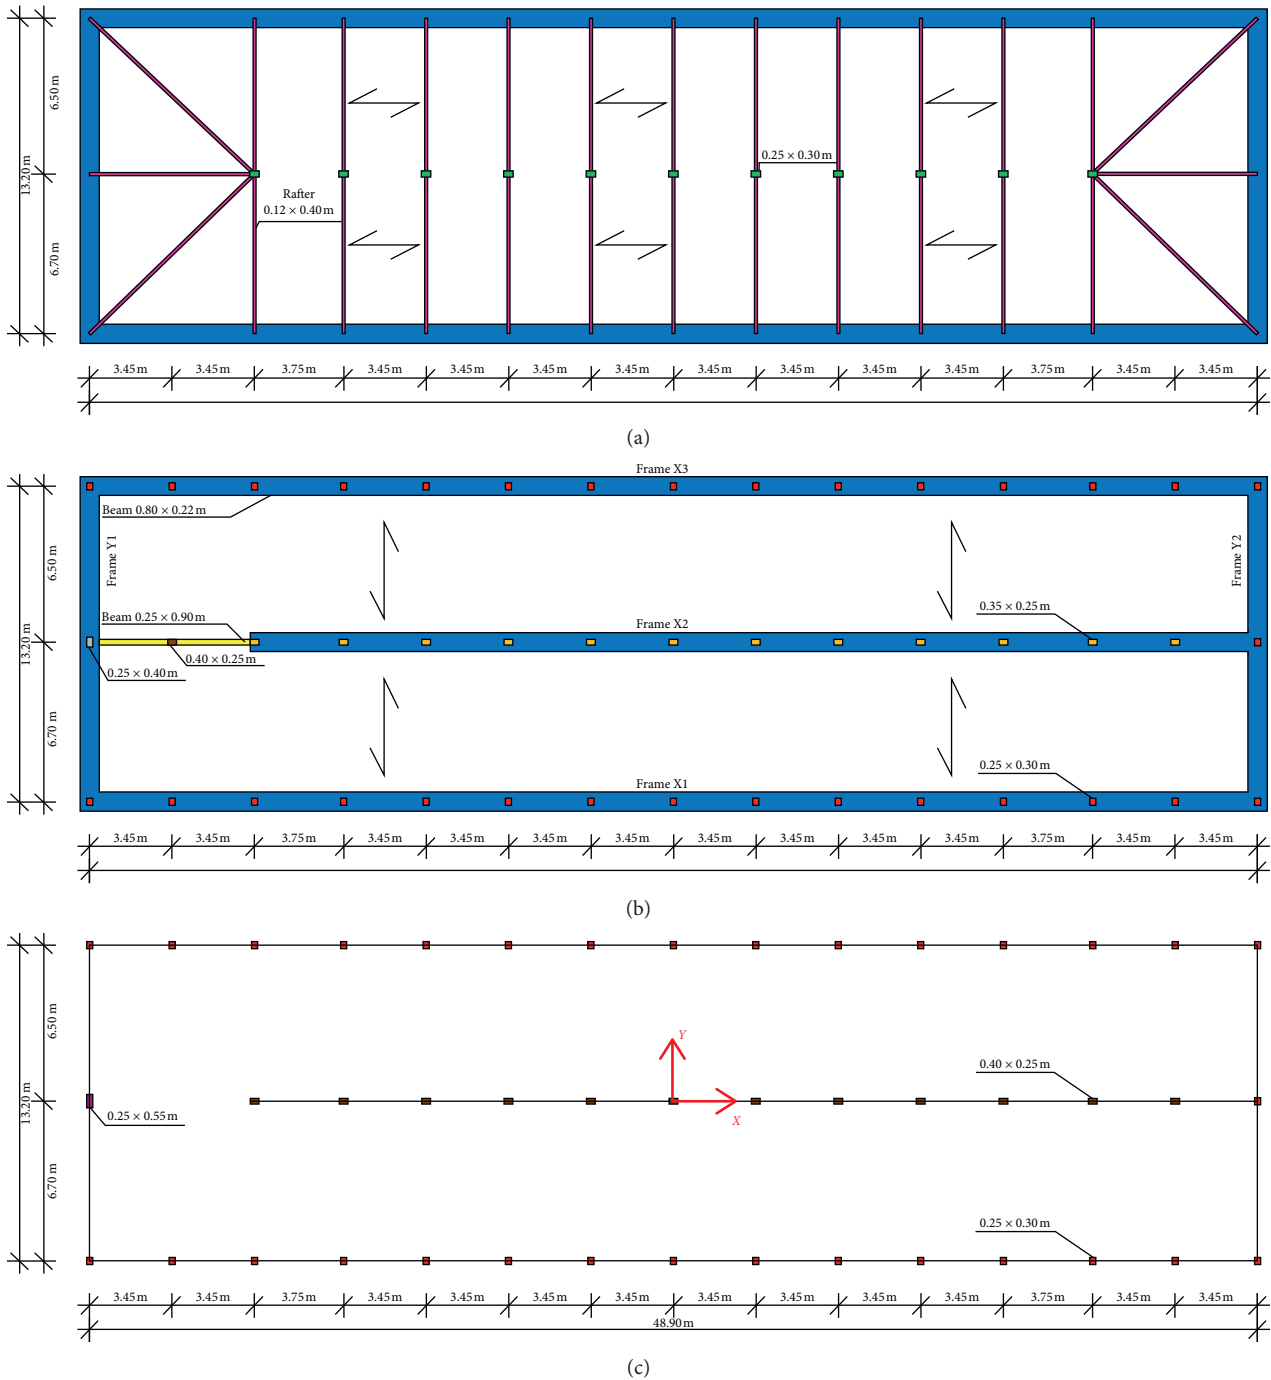 6.50 m
13.20 m
6.70 m
0.25 × 0.30 m
Rafter
0.12 × 0.40 m
3.45 m 3.45 m 3.75 m 3.45 m 3.45 m 3.45 m 3.45 m 3.45 m 3.45 m 3.45 m 3.45 m 3.75 m 3.45 m 3.45 m
(a)
Frame X3
Beam 0.80 × 0.22 m
Frame Y1
Frame Y2
6.50 m
13.20 m
6.70 m
Beam 0.25 × 0.90 m
0.35 × 0.25 m
Frame X2
0.40 × 0.25 m
0.25 × 0.40 m
0.25 × 0.30 m
Frame X1
3.45 m 3.45 m 3.75 m 3.45 m 3.45 m 3.45 m 3.45 m 3.45 m 3.45 m 3.45 m 3.45 m 3.75 m 3.45 m 3.45 m
(b)
6.50 m
13.20 m
6.70 m
Y
X
0.40 × 0.25 m
0.25 × 0.55 m
0.25 × 0.30 m
3.45 m 3.45 m 3.75 m 3.45 m 3.45 m 3.45 m 3.45 m 3.45 m 3.45 m 3.45 m 3.45 m 3.75 m 3.45 m 3.45 m
48.90 m
(c)